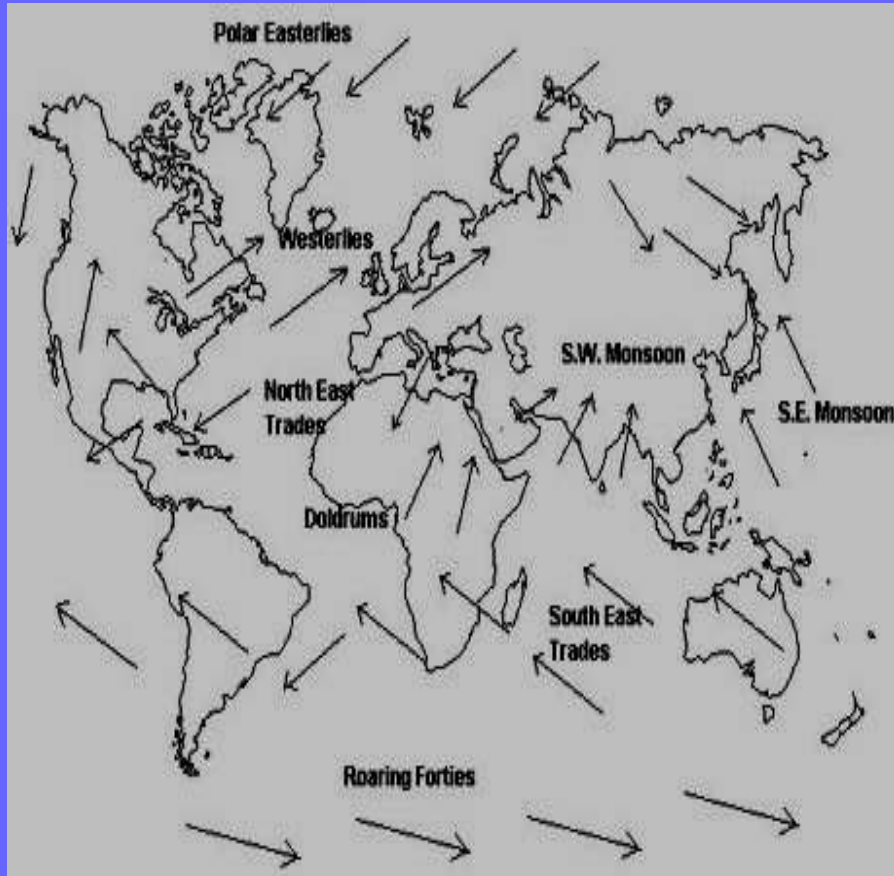 Polar Easterlies
Westerlies
S.W. Monsoon
North East
Trades
S.E. Monsoon
Doldrums
South East
Trades
Roaring Forties